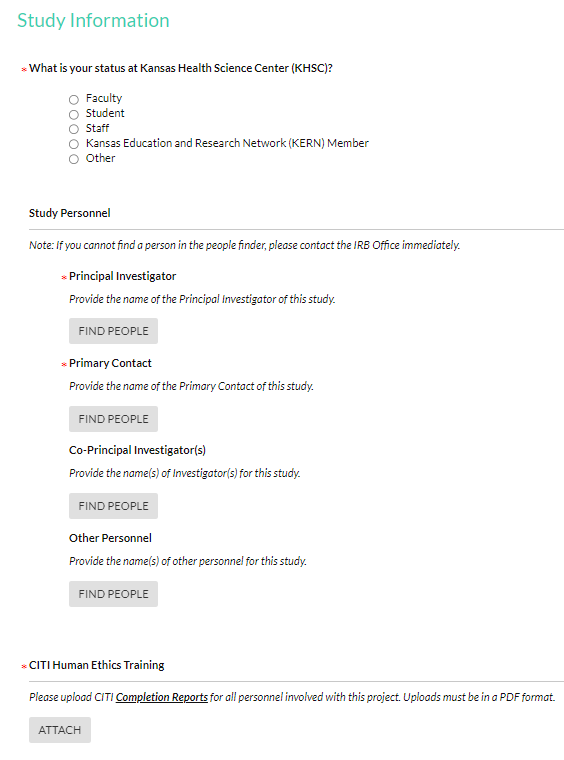 Study Information
* What is your status at Kansas Health Science Center (KHSC)?
Faculty
Student
Staff
Kansas Education and Research Network (KERN) Member
Other
Study Personnel
Note: If you cannot find a person in the people finder, please contact the IRB Office immediately.
* Principal Investigator
Provide the name of the Principal Investigator of this study.
FIND PEOPLE
* Primary Contact
Provide the name of the Primary Contact of this study.
FIND PEOPLE
Co-Principal Investigator(s)
Provide the name(s) of Investigator(s) for this study.
FIND PEOPLE
Other Personnel
Provide the name(s) of other personnel for this study.
FIND PEOPLE
* CITI Human Ethics Training
Please upload CITI Completion Reports for all personnel involved with this project. Uploads must be in a PDF format.
ATTACH